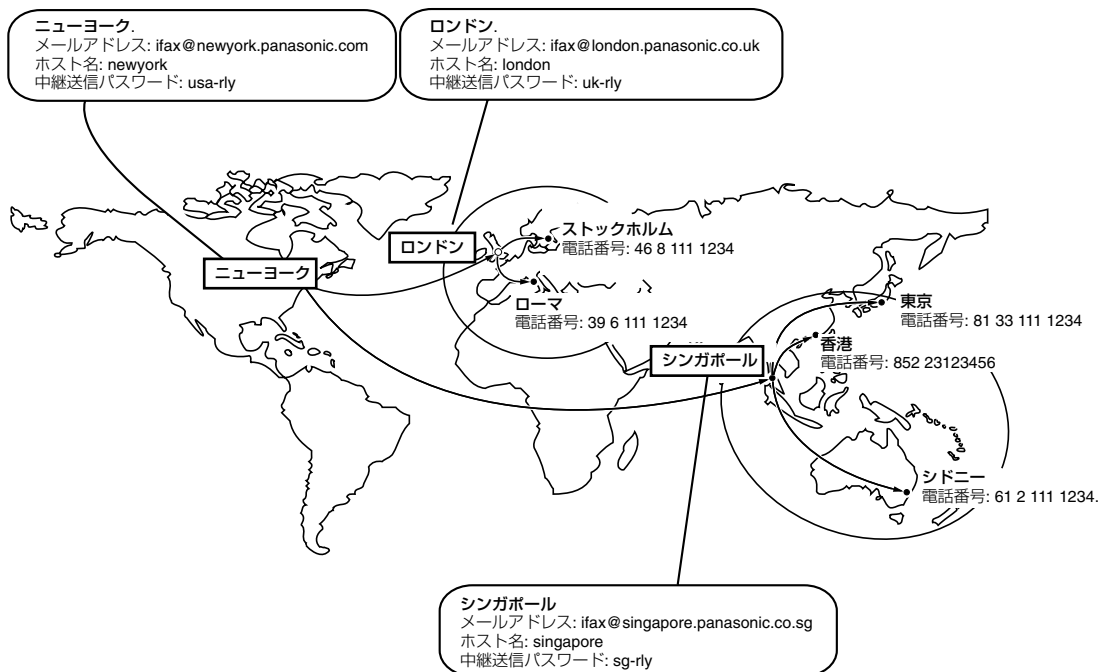 ニューヨーク.
メールアドレス: ifax@newyork.panasonic.com
ホスト名: newyork
中継送信パスワード: usa-rly
ロンドン.
メールアドレス: ifax@london.panasonic.co.uk
ホスト名: london
中継送信パスワード: uk-rly
ストックホルム
電話番号: 46 8 111 1234
ロンドン
ニューヨーク
ローマ
電話番号: 39 6 111 1234
東京
電話番号: 81 33 111 1234
香港
電話番号: 852 23123456
シンガポール
シドニー
電話番号: 61 2 111 1234.
シンガポール
メールアドレス: ifax@singapore.panasonic.co.sg
ホスト名: singapore
中継送信パスワード: sg-rly